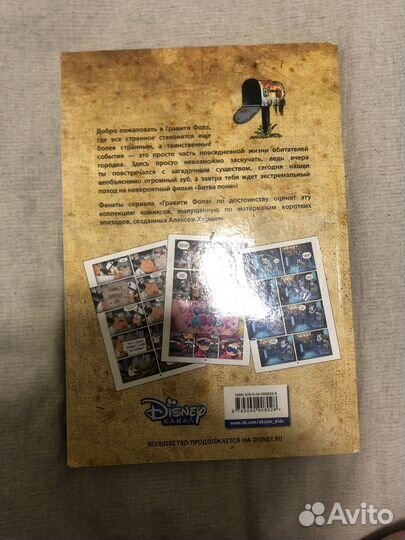 Добро пожаловать в Гравити Фолз,
где все странное становится еще
более странным, а таинственные
события — это просто часть повседневной жизни обитателей
городка. Здесь просто невозможно заскучать, ведь вчера
ты повстречался с загадочным существом, сегодня нашел
необъяснимо огромный зуб, а завтра тебя ждет экстремальный
поход на невероятный фильм «Битва пони»!
Фанаты сериала «Гравити Фолз» по достоинству оценят эту
коллекцию комиксов, выпущенную по материалам коротких
эпизодов, созданных Алексом Хиршем.
Disney
КАНАЛ
ВОЛШЕБСТВО ПРОДОЛЖАЕТСЯ НА DISNEY.RU
www.vk.com/eksmo_kids
Avito